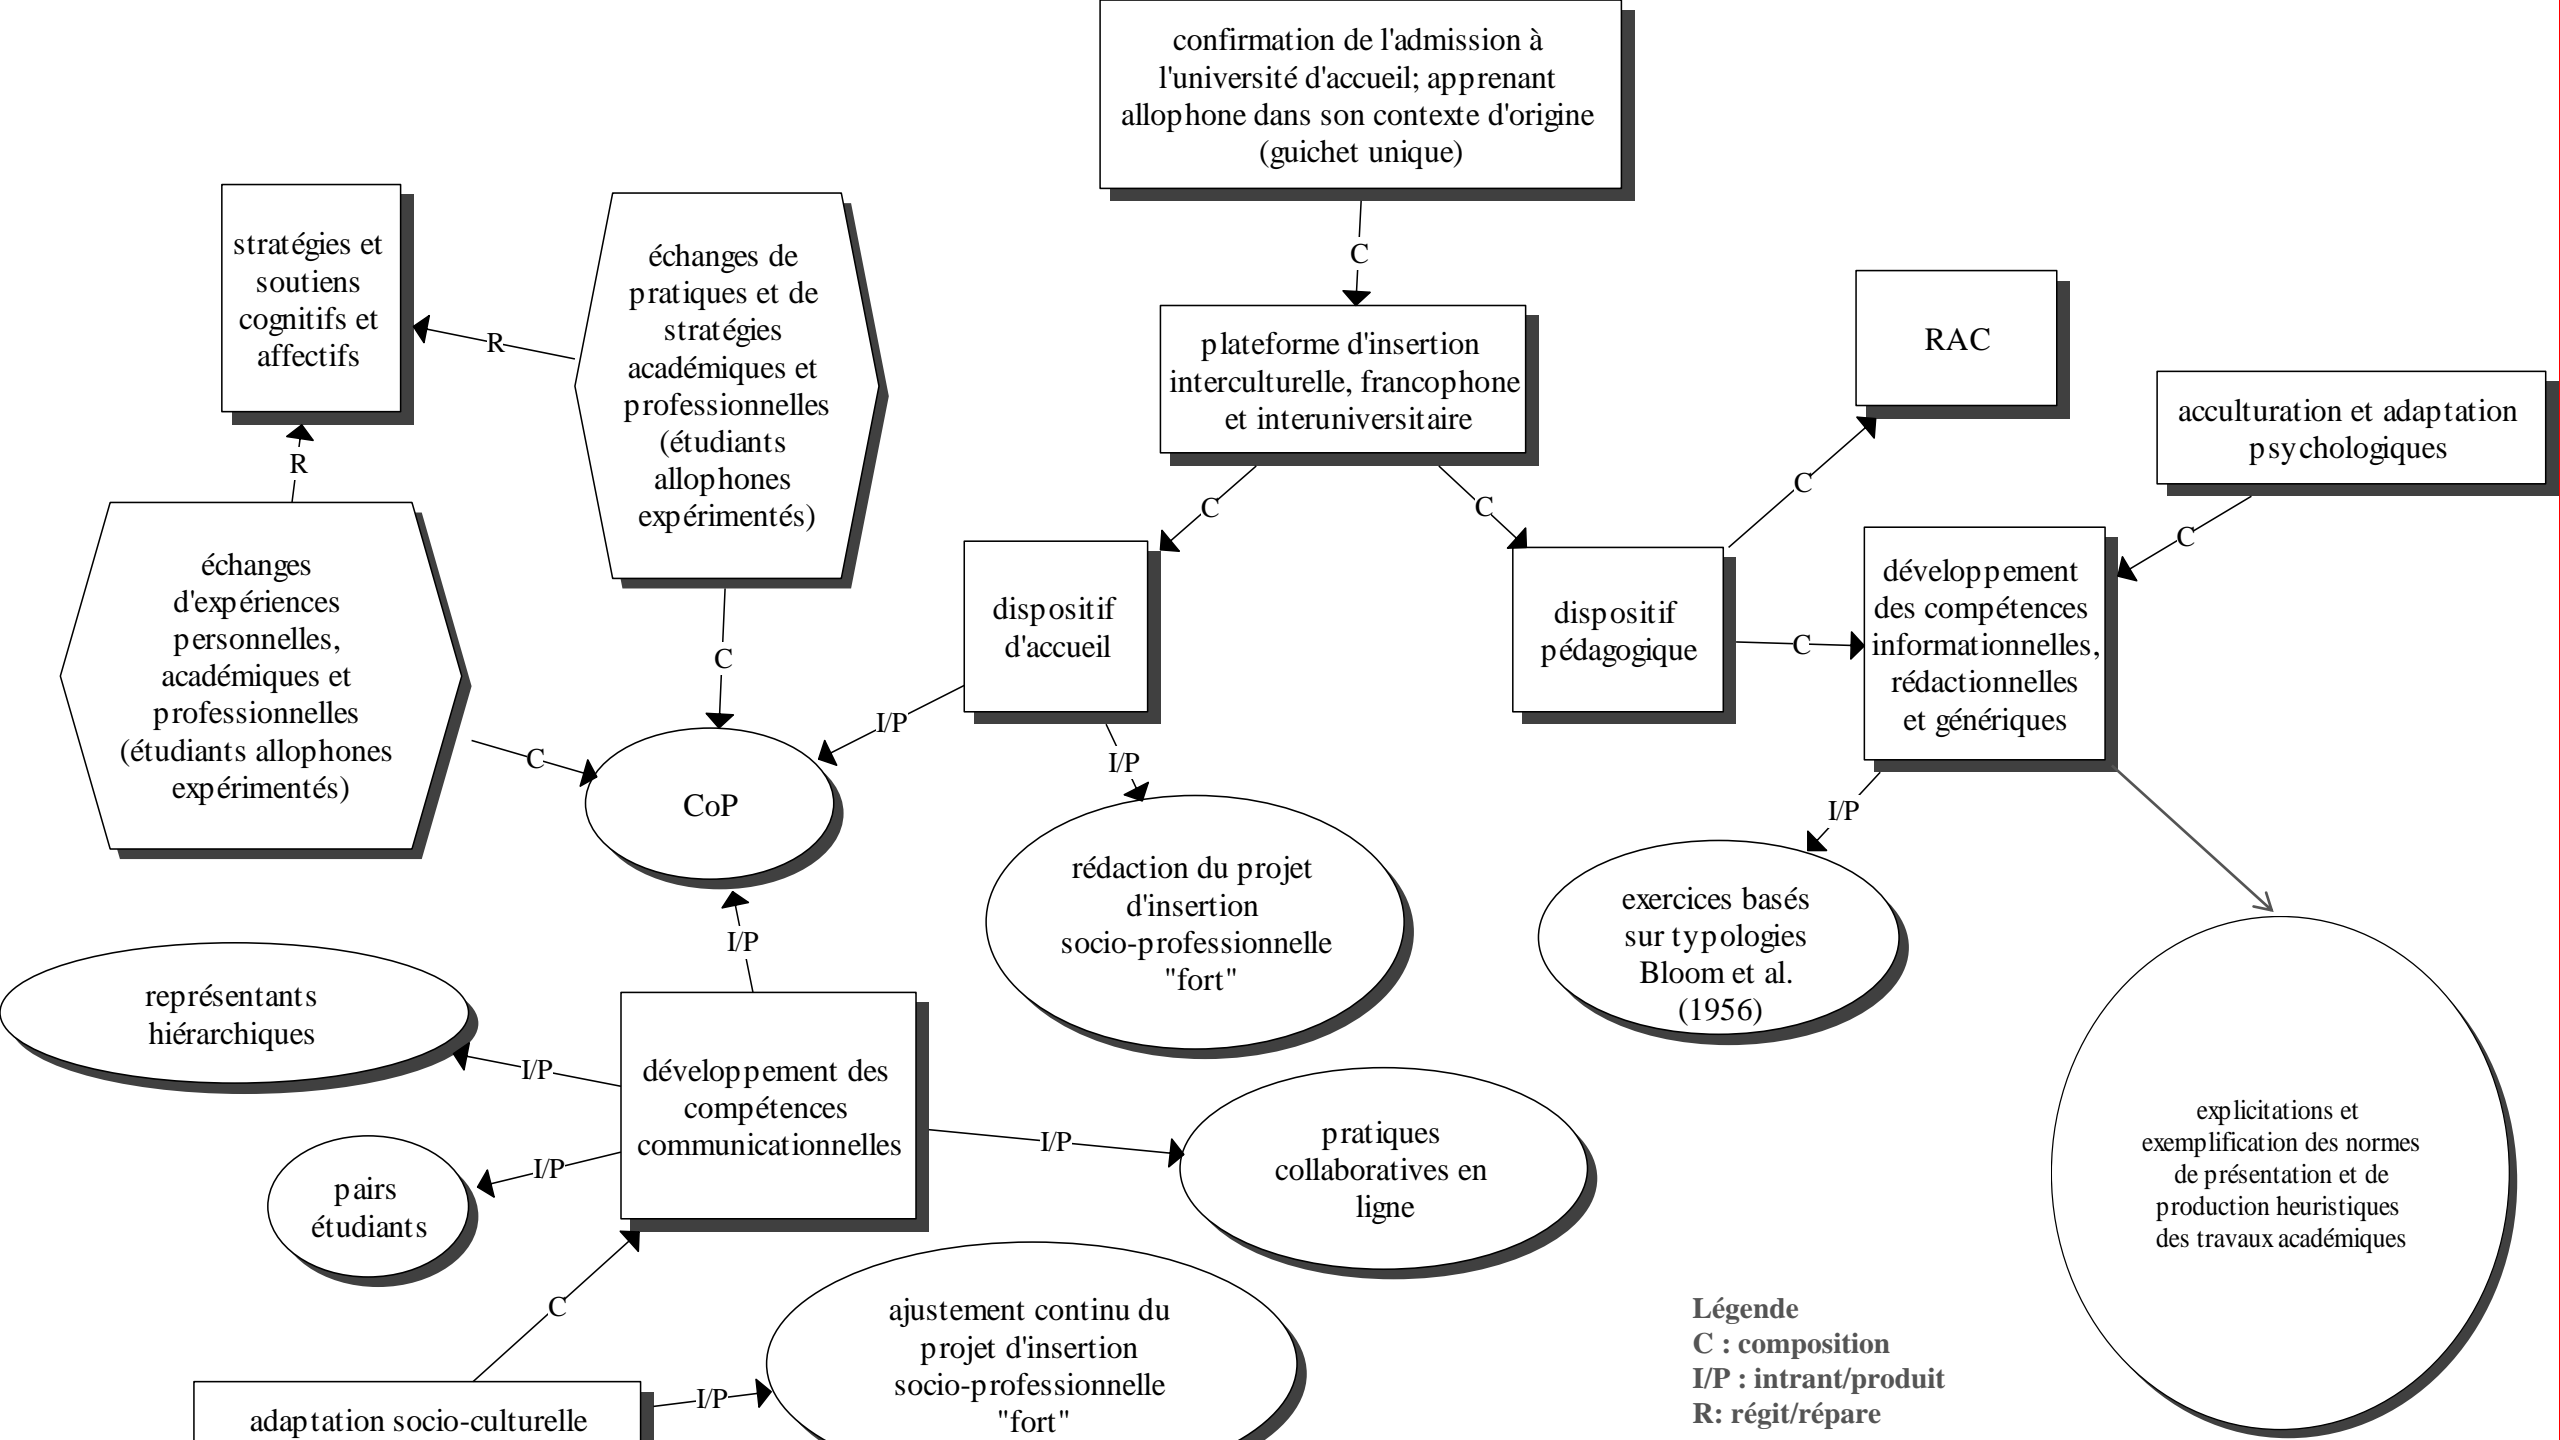 confirmation de l'admission à
l'université d'accueil; apprenant
allophone dans son contexte d'origine
(guichet unique)
C
stratégies et
soutiens
cognitifs et
affectifs
R
échanges de
pratiques et de
stratégies
académiques et
professionnelles
(étudiants
allophones
expérimentés)
plateforme d'insertion
interculturelle, francophone
et interuniversitaire
RAC
acculturation et adaptation
psychologiques
R
C
C
C
C
échanges
d'expériences
personnelles,
académiques et
professionnelles
(étudiants allophones
expérimentés)
C
dispositif
d'accueil
dispositif
pédagogique
C
développement
des compétences
informationnelles,
rédactionnelles
et génériques
C
I/P
I/P
I/P
CoP
rédaction du projet
d'insertion
socio-professionnelle
"fort"
exercices basés
sur typologies
Bloom et al.
(1956)
I/P
représentants
hiérarchiques
I/P
développement des
compétences
communicationnelles
I/P
pratiques
collaboratives en
ligne
explicitations et
exemplification des normes
de présentation et de
production heuristiques
des travaux académiques
pairs
étudiants
I/P
C
ajustement continu du
projet d'insertion
socio-professionnelle
"fort"
I/P
adaptation socio-culturelle
Légende
C : composition
I/P : intrant/produit
R: régit/répare